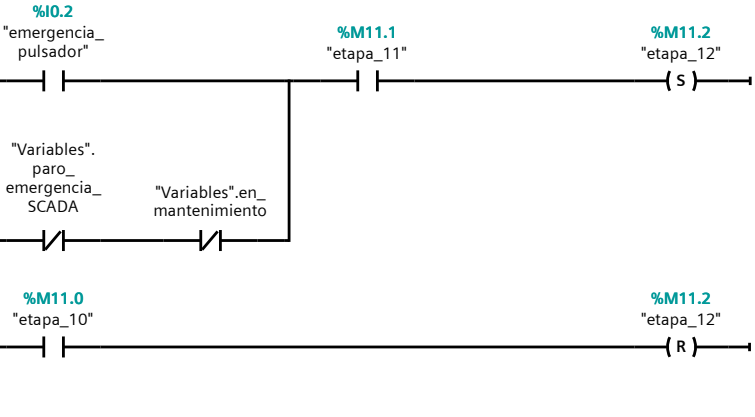 %I0.2
"emergencia_
pulsador"
%M11.1
"etapa_11"
%M11.2
"etapa_12"
S
"Variables".
paro_
emergencia_
SCADA
"Variables".en_
mantenimiento
%M11.0
"etapa_10"
%M11.2
"etapa_12"
R